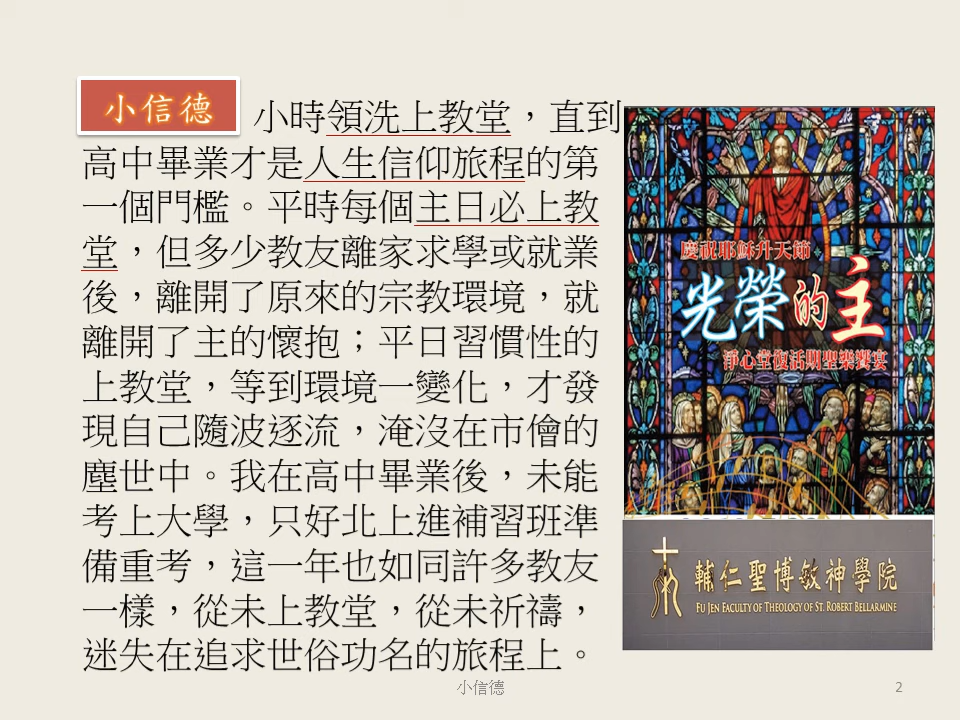 小信德
小時領洗上教堂，直到
高中畢業才是人生信仰旅程的第
一個門檻。平時每個主日必上教
堂，但多少教友離家求學或就業
後，離開了原來的宗教環境，就
離開了主的懷抱；平日習慣性的
上教堂，等到環境一變化，才發
現自己隨波逐流，淹沒在市儈的
塵世中。我在高中畢業後，未能
考上大學，只好北上進補習班準
備重考，這一年也如同許多教友
一樣，從未上教堂，從未祈禱，
迷失在追求世俗功名的旅程上。
慶祝耶穌升天節
光榮的主
淨心堂復活期聖樂饗宴
輔仁聖博敏神學院
FU JEN FACULTY OF THEOLOGY OF ST. ROBERT BELLARMINE
小信德
2